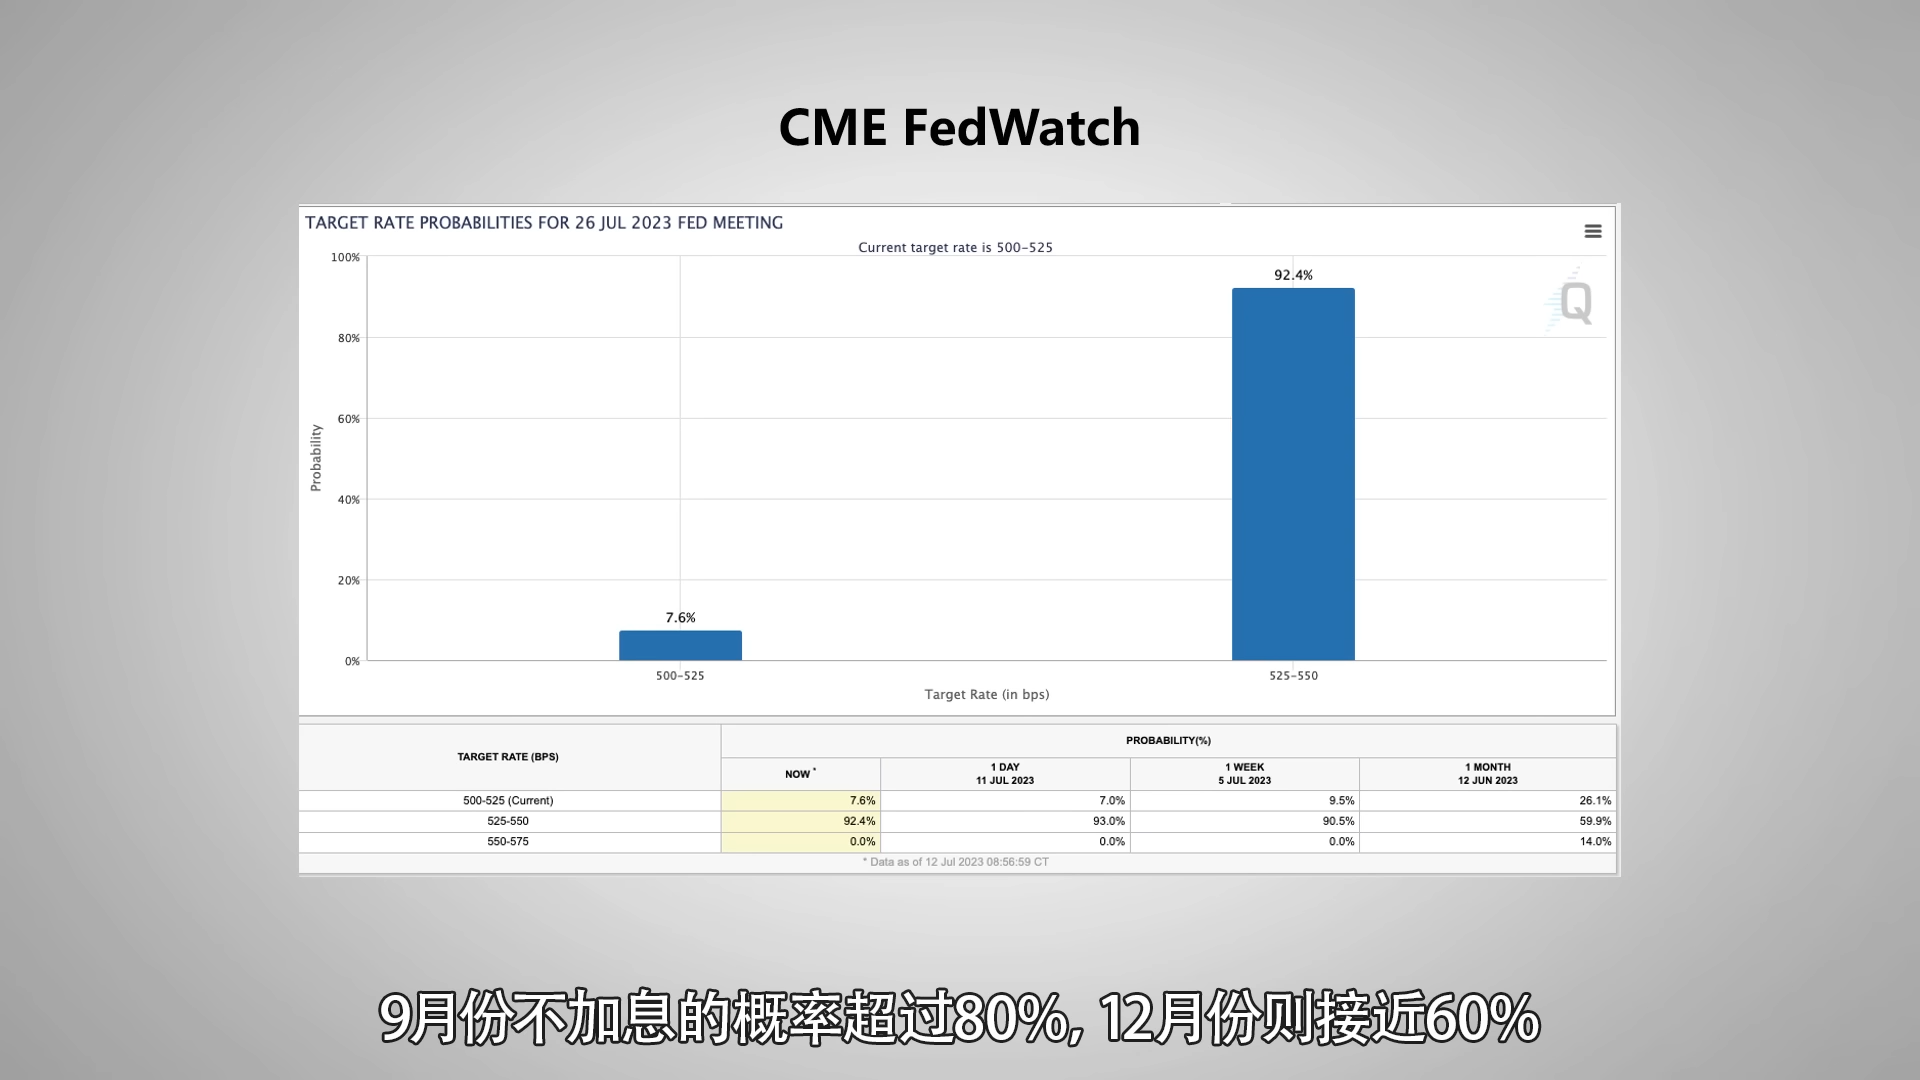 CME FedWatch
TARGET RATE PROBABILITIES FOR 26 JUL 2023 FED MEETING
Current target rate is 500–525
100%
80%
60%
40%
20%
0%
Probability
7.6%
92.4%
Q
500–525
525–550
Target Rate (in bps)
TARGET RATE (BPS)
PROBABILITY(%)
NOW *
1 DAY
11 JUL 2023
1 WEEK
5 JUL 2023
1 MONTH
12 JUN 2023
500-525 (Current) 7.6% 7.0% 9.5% 26.1%
525-550 92.4% 93.0% 90.5% 59.9%
550-575 0.0% 0.0% 0.0% 14.0%
* Data as of 12 Jul 2023 08:56:59 CT
9月份不加息的概率超过80%, 12月份则接近60%